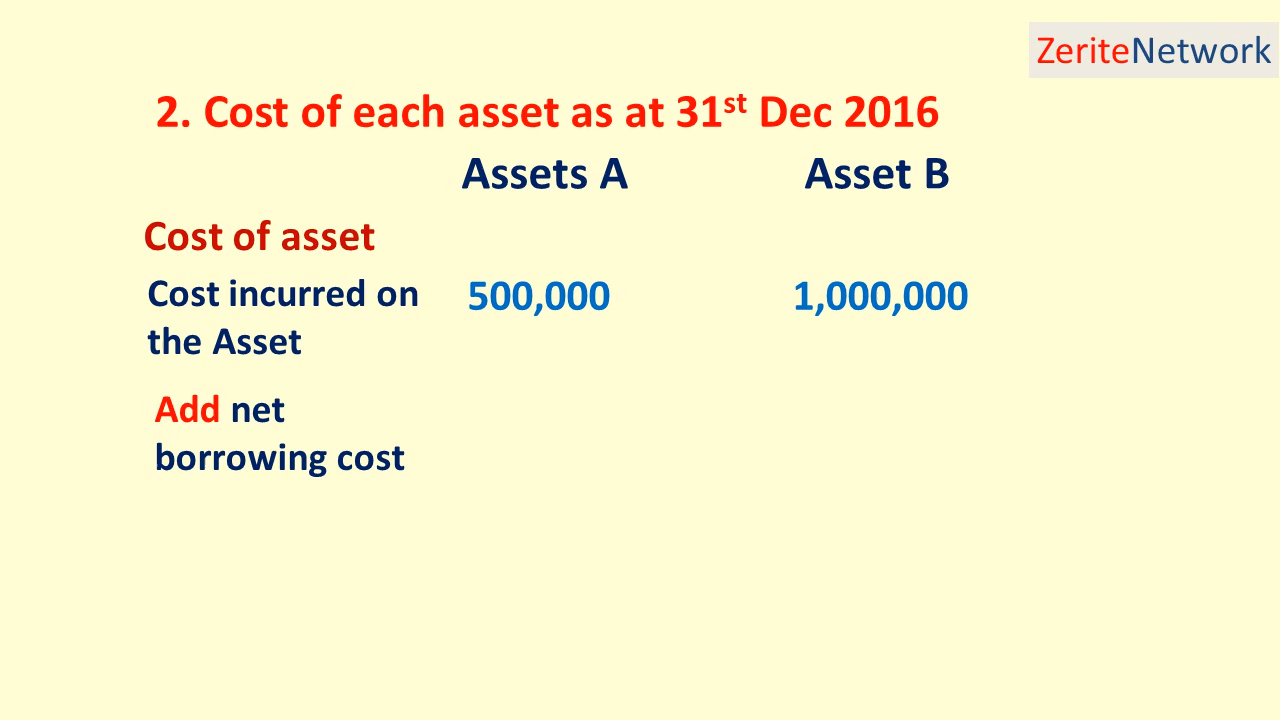 ZeriteNetwork
2. Cost of each asset as at 31st Dec 2016
Assets A Asset B
Cost of asset
Cost incurred on 500,000 1,000,000
the Asset
Add net
borrowing cost